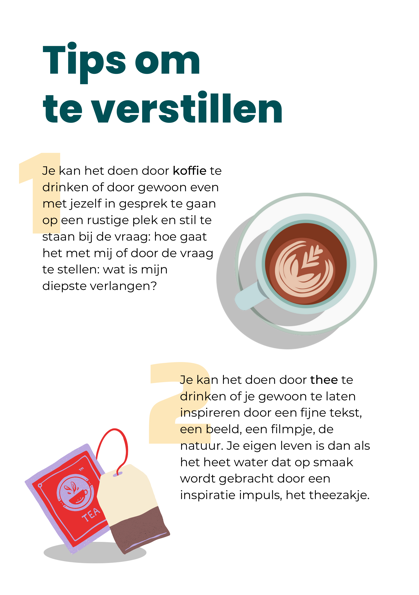 Tips om
te verstillen
1
Je kan het doen door koffie te
drinken of door gewoon even
met jezelf in gesprek te gaan
op een rustige plek en stil te
staan bij de vraag: hoe gaat
het met mij of door de vraag
te stellen: wat is mijn
diepste verlangen?
2
Je kan het doen door thee te
drinken of je gewoon te laten
inspireren door een fijne tekst,
een beeld, een filmpje, de
natuur. Je eigen leven is dan als
het heet water dat op smaak
wordt gebracht door een
inspiratie impuls, het theezakje.
TEA